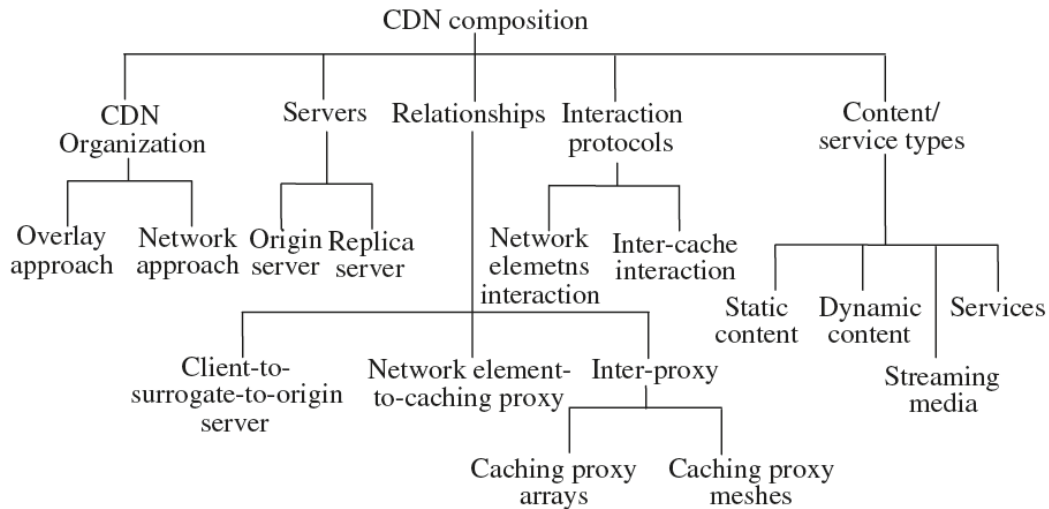 CDN composition
CDN
Organization
Servers
Relationships
Interaction
protocols
Content/
service types
Overlay
approach
Network
approach
Origin
server
Replica
server
Network
elemetns
interaction
Inter-cache
interaction
Static
content
Dynamic
content
Services
Streaming
media
Client-to-
surrogate-to-origin
server
Network element-
to-caching proxy
Inter-proxy
Caching proxy
arrays
Caching proxy
meshes